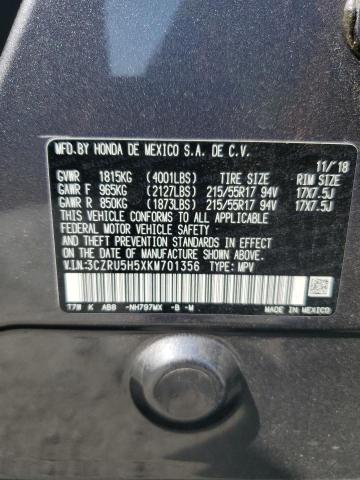 MFD.BY HONDA DE MEXICO S.A. DE C.V.
11/'18
GVWR 1815KG (4001LBS) TIRE SIZE RIM SIZE
GAWR F 965KG (2127LBS) 215/55R17 94V 17X7.5J
GAWR R 850KG (1873LBS) 215/55R17 94V 17X7.5J
THIS VEHICLE CONFORMS TO ALL APPLICABLE
FEDERAL MOTOR VEHICLE SAFETY AND THEFT PREVENTION
STANDARDS IN EFFECT ON THE DATE OF MANUFACTURE SHOWN ABOVE.
V.I.N:3CZRU5H5XKM701356 TYPE: MPV
T7W K ABB -NH797MX -B -M
MADE IN MEXICO